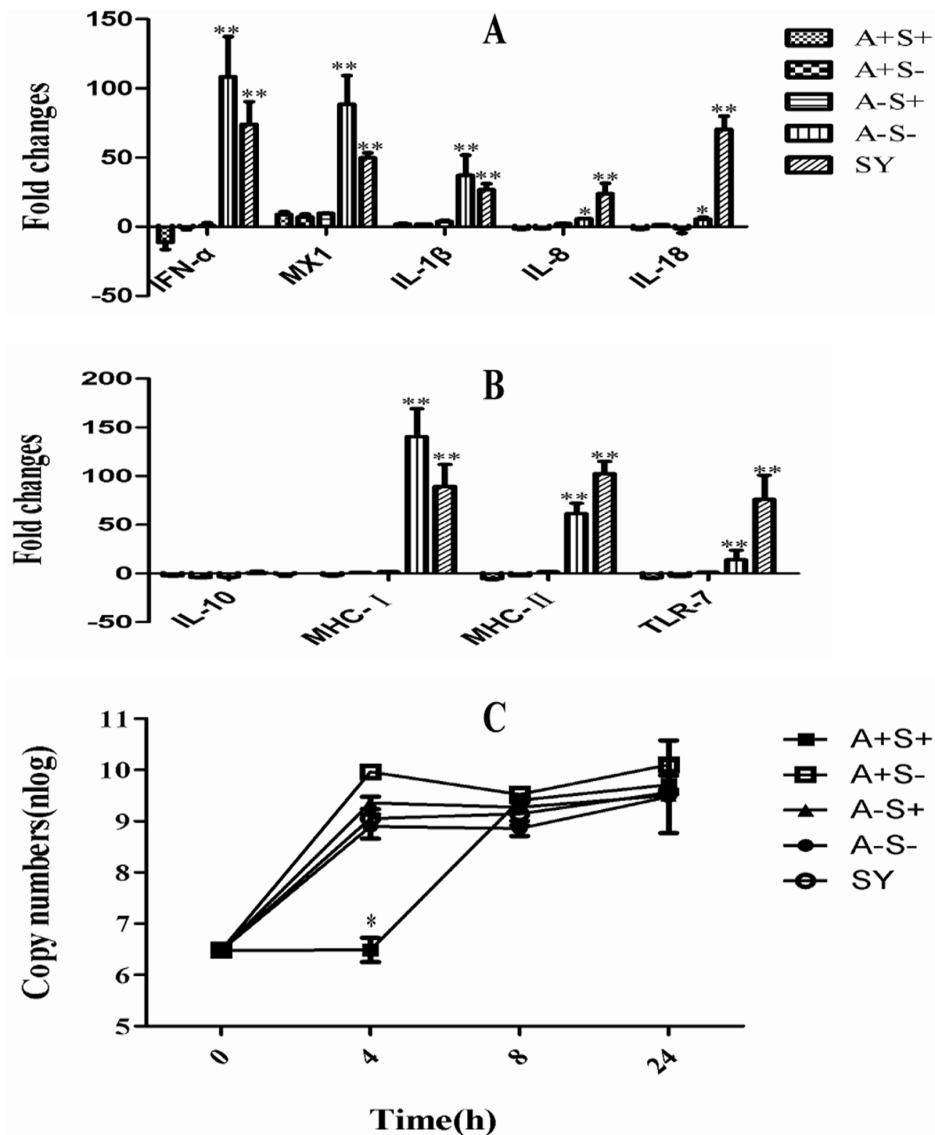 A
Fold changes
150
100
50
0
-50
** ** ** ** ** ** * ** * **
IFN-α MX1 IL-1β IL-8 IL-18
A+S+
A+S-
A-S+
A-S-
SY
B
Fold changes
200
150
100
50
0
-50
** ** ** ** ** **
IL-10 MHC-Ⅰ MHC-Ⅱ TLR-7
C
Copy numbers(nlog)
11
10
9
8
7
6
5
*
0 4 8 24
Time(h)
A+S+
A+S-
A-S+
A-S-
SY